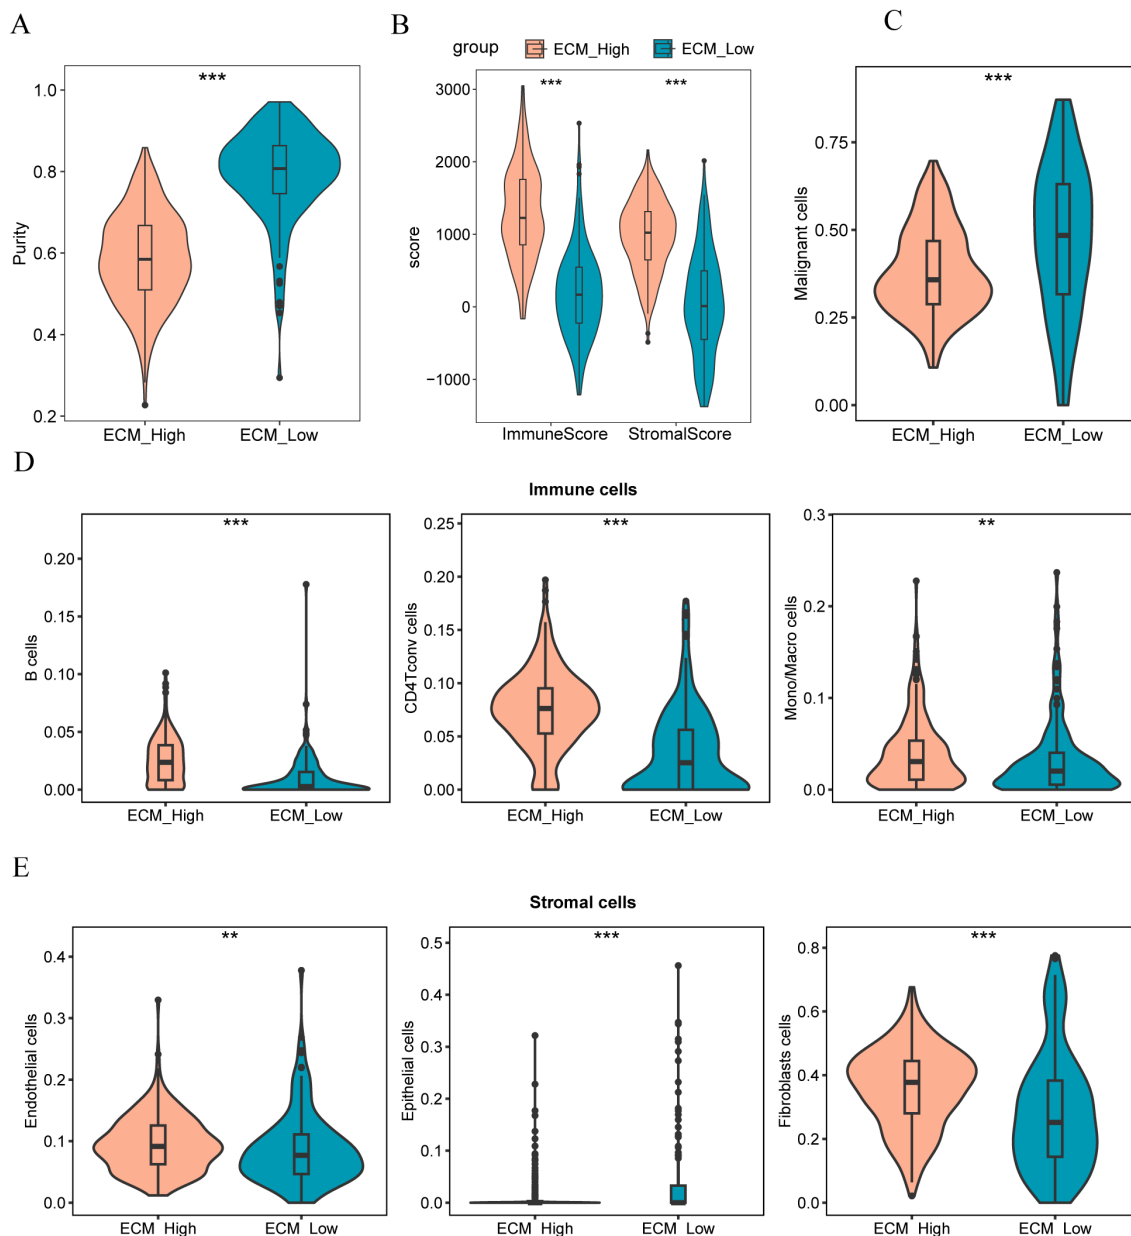 A
B
C
group ECM_High ECM_Low
***
Purity
1.0
0.8
0.6
0.4
0.2
ECM_High ECM_Low
*** ***
score
3000
2000
1000
0
−1000
ImmuneScore StromalScore
***
Malignant cells
0.75
0.50
0.25
0.00
ECM_High ECM_Low
D
Immune cells
***
B cells
0.20
0.15
0.10
0.05
0.00
ECM_High ECM_Low
***
CD4Tconv cells
0.25
0.20
0.15
0.10
0.05
0.00
ECM_High ECM_Low
**
Mono/Macro cells
0.3
0.2
0.1
0.0
ECM_High ECM_Low
E
Stromal cells
**
Endothelial cells
0.4
0.3
0.2
0.1
0.0
ECM_High ECM_Low
***
Epithelial cells
0.5
0.4
0.3
0.2
0.1
0.0
ECM_High ECM_Low
***
Fibroblasts cells
0.8
0.6
0.4
0.2
0.0
ECM_High ECM_Low